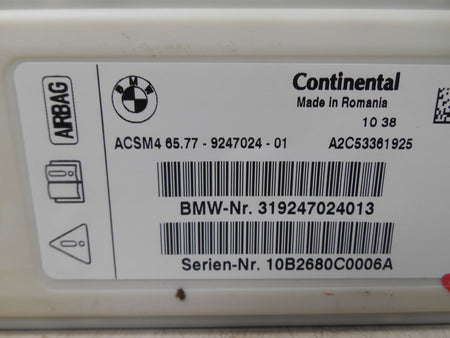 AIRBAG
BMW
Continental
Made in Romania
10 38
ACSM4 65.77 - 9247024 - 01 A2C53361925
BMW-Nr. 319247024013
Serien-Nr. 10B2680C0006A